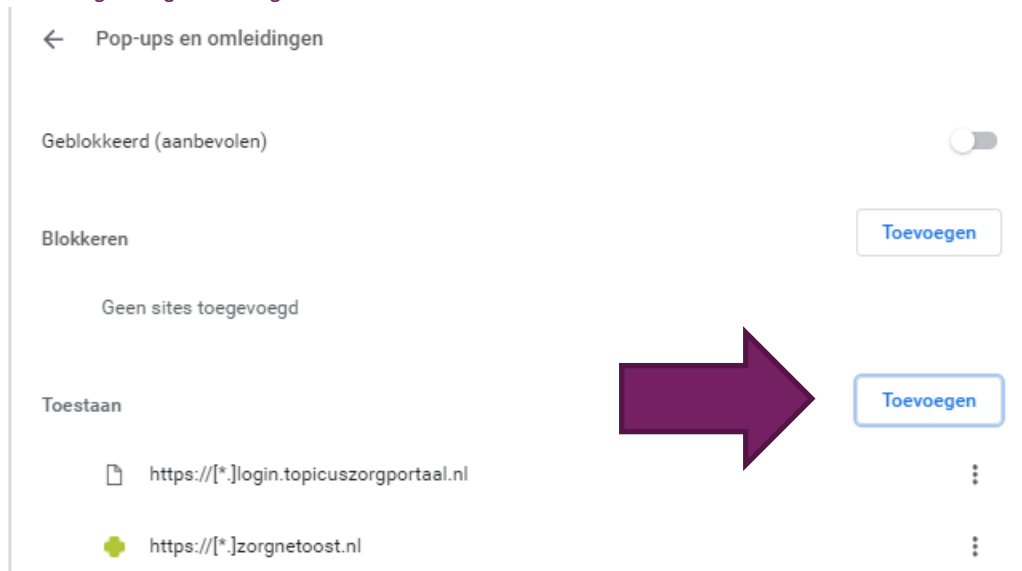 Pop-ups en omleidingen
Geblokkeerd (aanbevolen)
Blokkeren
Toevoegen
Geen sites toegevoegd
Toestaan
Toevoegen
https://[*.]login.topicuszorgportaal.nl
https://[*.]zorgnetoost.nl